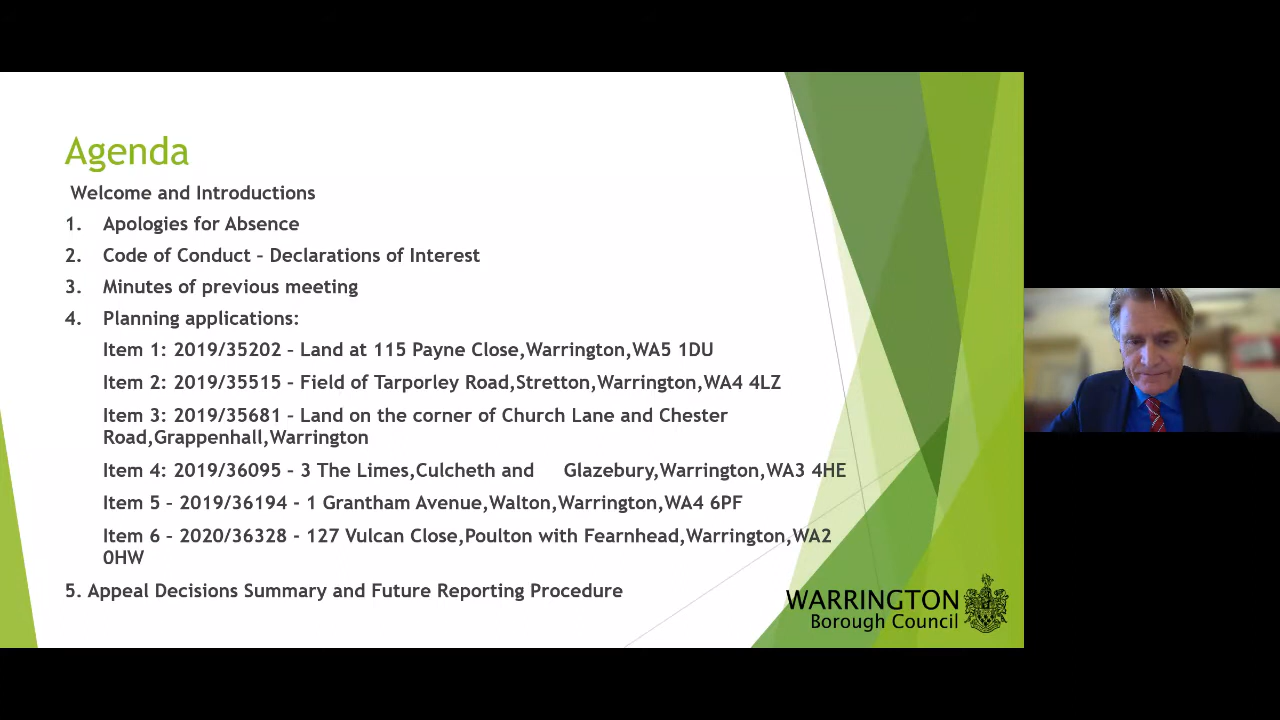 Agenda
Welcome and Introductions
1. Apologies for Absence
2. Code of Conduct – Declarations of Interest
3. Minutes of previous meeting
4. Planning applications:
Item 1: 2019/35202 – Land at 115 Payne Close,Warrington,WA5 1DU
Item 2: 2019/35515 – Field of Tarporley Road,Stretton,Warrington,WA4 4LZ
Item 3: 2019/35681 – Land on the corner of Church Lane and Chester
Road,Grappenhall,Warrington
Item 4: 2019/36095 – 3 The Limes,Culcheth and Glazebury,Warrington,WA3 4HE
Item 5 – 2019/36194 - 1 Grantham Avenue,Walton,Warrington,WA4 6PF
Item 6 – 2020/36328 - 127 Vulcan Close,Poulton with Fearnhead,Warrington,WA2
0HW
5. Appeal Decisions Summary and Future Reporting Procedure
WARRINGTON
Borough Council